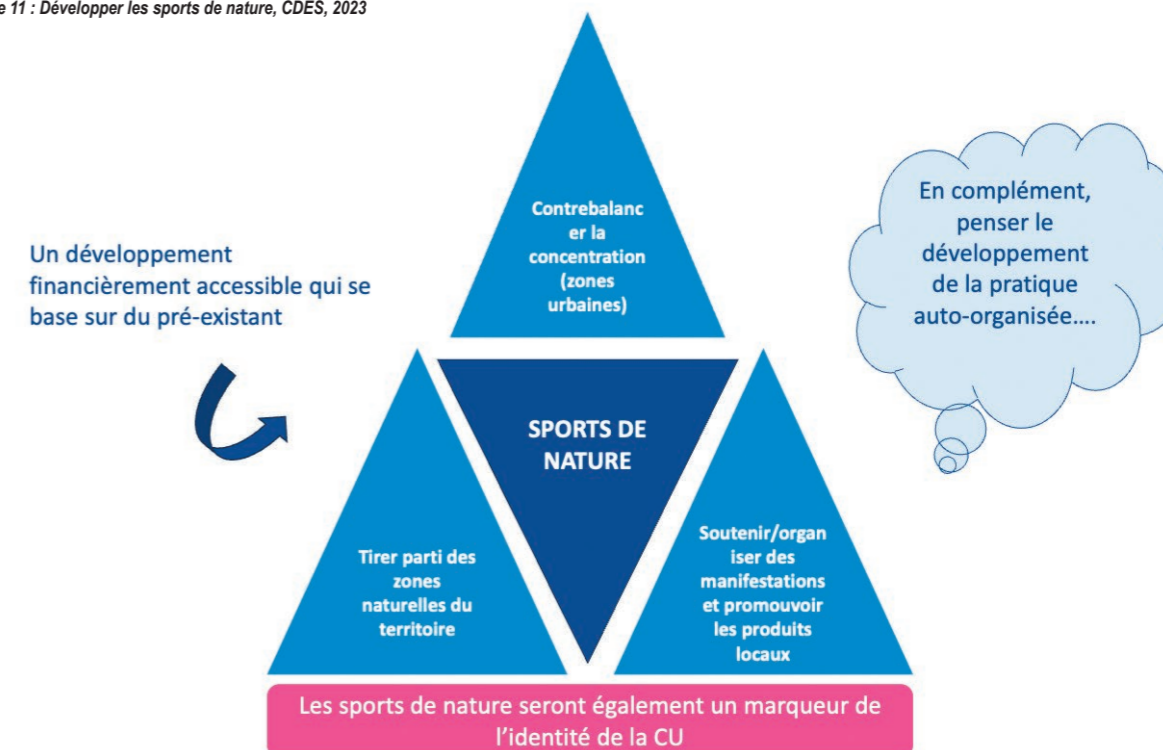 e 11 : Développer les sports de nature, CDES, 2023
Contrebalanc
er la
concentration
(zones
urbaines)
Un développement
financièrement accessible qui se
base sur du pré-existant
En complément,
penser le
développement
de la pratique
auto-organisée....
SPORTS DE
NATURE
Tirer parti des
zones
naturelles du
territoire
Soutenir/organ
iser des
manifestations
et promouvoir
les produits
locaux
Les sports de nature seront également un marqueur de
l'identité de la CU